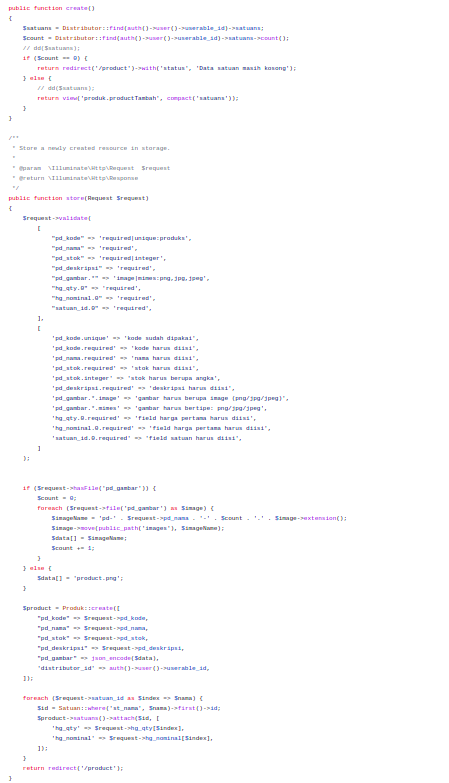 public function create()
{
    $satuans = Distributor::find(auth()->user()->userable_id)->satuans;
    $count = Distributor::find(auth()->user()->userable_id)->satuans->count();
    // dd($satuans);
    if ($count == 0) {
        return redirect('/product')->with('status', 'Data satuan masih kosong');
    } else {
        // dd($satuans);
        return view('produk.productTambah', compact('satuans'));
    }
}

/**
 * Store a newly created resource in storage.
 *
 * @param  \Illuminate\Http\Request  $request
 * @return \Illuminate\Http\Response
 */
public function store(Request $request)
{
    $request->validate(
        [
            "pd_kode" => 'required|unique:produks',
            "pd_nama" => 'required',
            "pd_stok" => 'required|integer',
            "pd_deskripsi" => 'required',
            "pd_gambar.*" => 'image|mimes:png,jpg,jpeg',
            "hg_qty.0" => 'required',
            "hg_nominal.0" => 'required',
            "satuan_id.0" => 'required',
        ],
        [
            'pd_kode.unique' => 'kode sudah dipakai',
            'pd_kode.required' => 'kode harus diisi',
            'pd_nama.required' => 'nama harus diisi',
            'pd_stok.required' => 'stok harus diisi',
            'pd_stok.integer' => 'stok harus berupa angka',
            'pd_deskripsi.required' => 'deskripsi harus diisi',
            'pd_gambar.*.image' => 'gambar harus berupa image (png/jpg/jpeg)',
            'pd_gambar.*.mimes' => 'gambar harus bertipe: png/jpg/jpeg',
            'hg_qty.0.required' => 'field harga pertama harus diisi',
            'hg_nominal.0.required' => 'field harga pertama harus diisi',
            'satuan_id.0.required' => 'field satuan harus diisi',
        ]
    );

    if ($request->hasFile('pd_gambar')) {
        $count = 0;
        foreach ($request->file('pd_gambar') as $image) {
            $imageName = 'pd-' . $request->pd_nama . '-' . $count . '.' . $image->extension();
            $image->move(public_path('images'), $imageName);
            $data[] = $imageName;
            $count += 1;
        }
    } else {
        $data[] = 'product.png';
    }

    $product = Produk::create([
        "pd_kode" => $request->pd_kode,
        "pd_nama" => $request->pd_nama,
        "pd_stok" => $request->pd_stok,
        "pd_deskripsi" => $request->pd_deskripsi,
        "pd_gambar" => json_encode($data),
        'distributor_id' => auth()->user()->userable_id,
    ]);

    foreach ($request->satuan_id as $index => $nama) {
        $id = Satuan::where('st_nama', $nama)->first()->id;
        $product->satuans()->attach($id, [
            'hg_qty' => $request->hg_qty[$index],
            'hg_nominal' => $request->hg_nominal[$index],
        ]);
    }
    return redirect('/product');
}